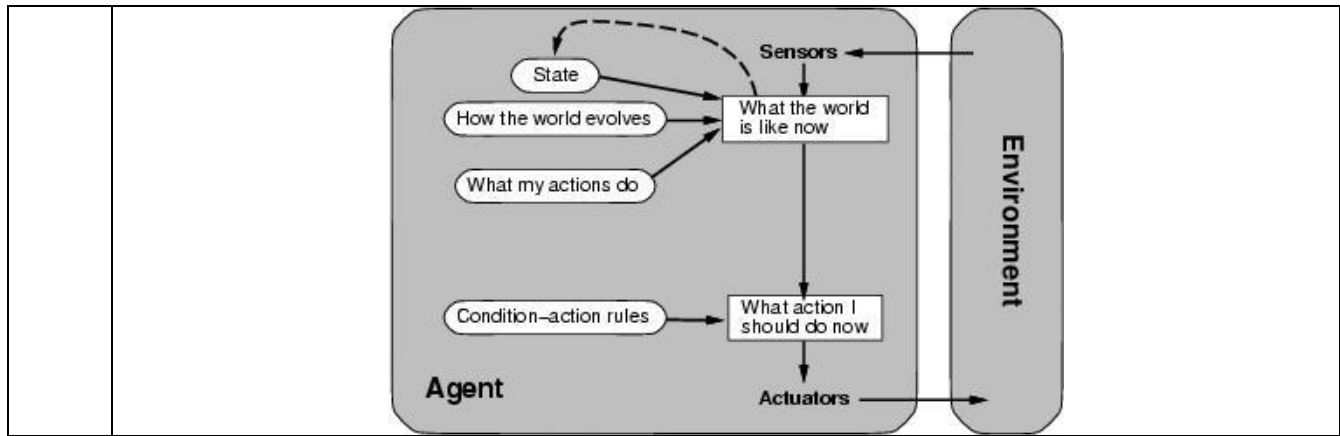 Sensors
State
What the world
is like now
How the world evolves
What my actions do
Environment
Condition–action rules
What action I
should do now
Agent
Actuators